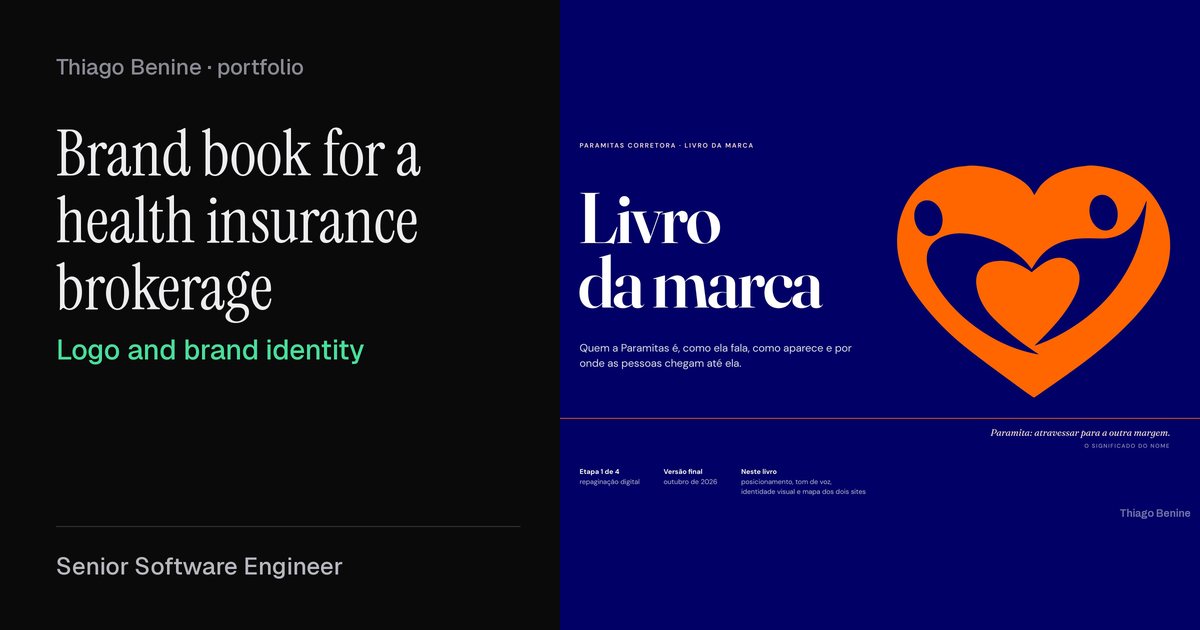 Thiago Benine · portfolio
Brand book for a
health insurance
brokerage
Logo and brand identity
Senior Software Engineer
PARAMITAS CORRETORA · LIVRO DA MARCA
Livro
da marca
Quem a Paramitas é, como ela fala, como aparece e por
onde as pessoas chegam até ela.
Paramita: atravessar para a outra margem.
O SIGNIFICADO DO NOME
Etapa 1 de 4
repaginação digital
Versão final
outubro de 2026
Neste livro
posicionamento, tom de voz,
identidade visual e mapa dos dois sites
Thiago Benine